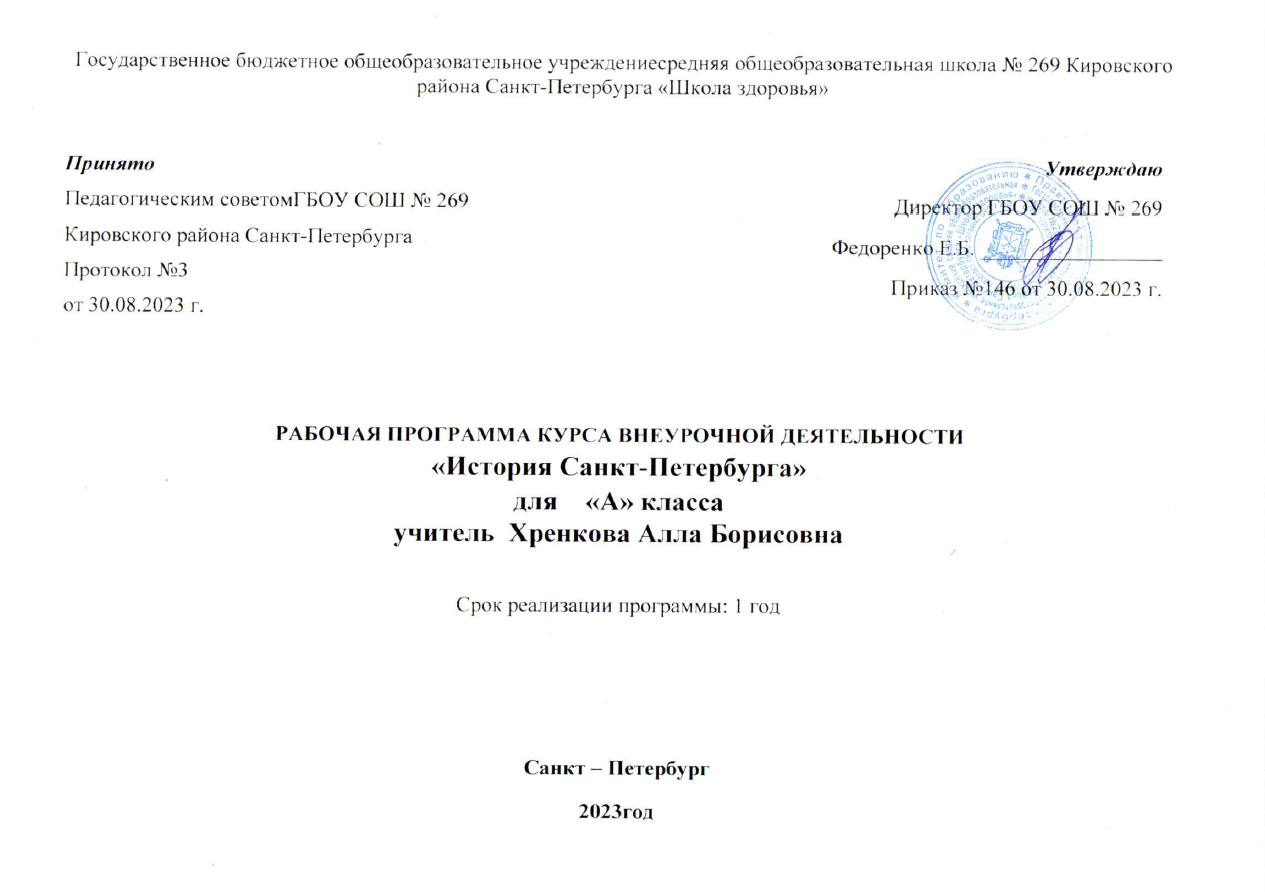 Государственное бюджетное общеобразовательное учреждениесредняя общеобразовательная школа № 269 Кировского
района Санкт-Петербурга «Школа здоровья»
Принято
Педагогическим советомГБОУ СОШ № 269
Кировского района Санкт-Петербурга
Протокол №3
от 30.08.2023 г.
Утверждаю
Директор ГБОУ СОШ № 269
Федоренко Е.Б.
Приказ №146 от 30.08.2023 г.
РАБОЧАЯ ПРОГРАММА КУРСА ВНЕУРОЧНОЙ ДЕЯТЕЛЬНОСТИ
«История Санкт-Петербурга»
для «А» класса
учитель Хренкова Алла Борисовна
Срок реализации программы: 1 год
Санкт – Петербург
2023год